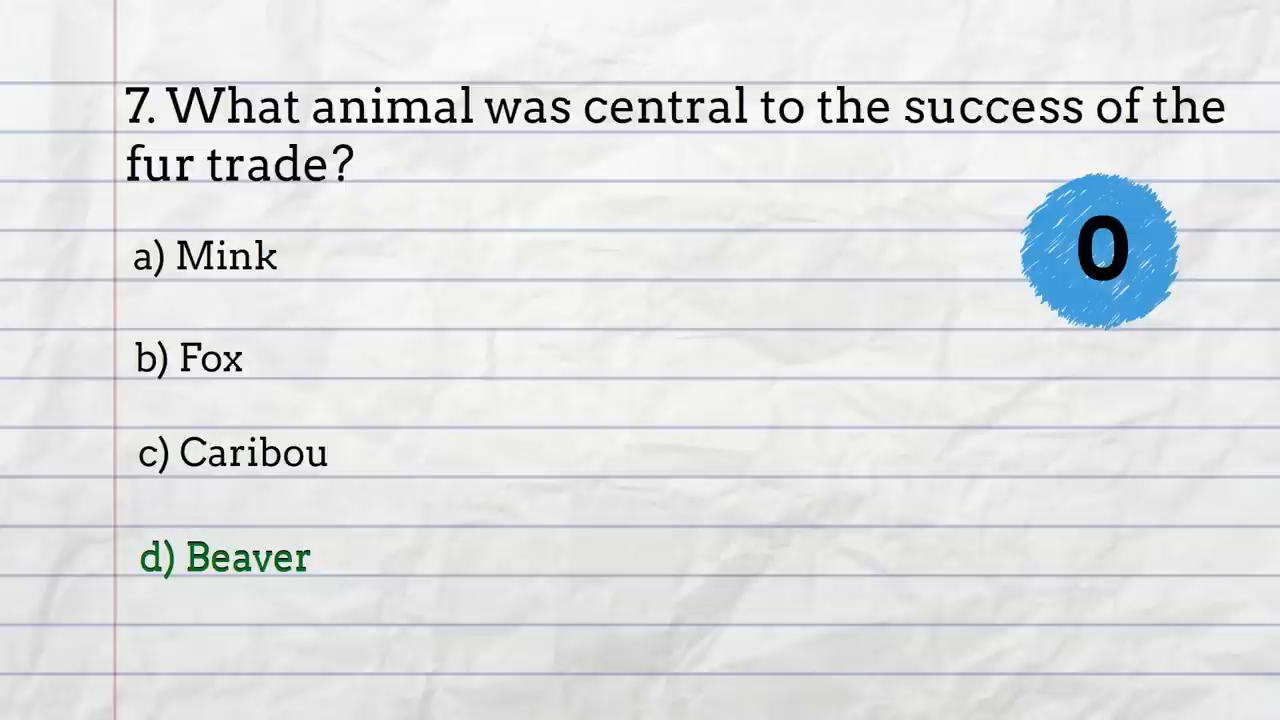 7. What animal was central to the success of the
fur trade?
0
a) Mink
b) Fox
c) Caribou
d) Beaver